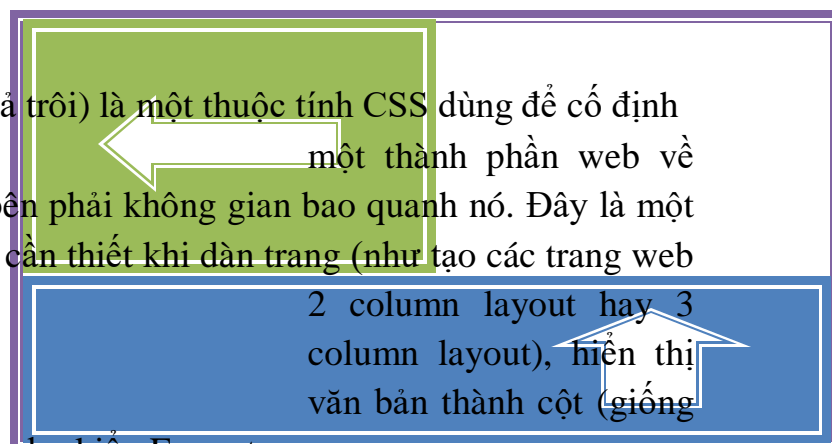 ả trôi) là một thuộc tính CSS dùng để cố định
một thành phần web về
bên phải không gian bao quanh nó. Đây là một
cần thiết khi dàn trang (như tạo các trang web
2 column layout hay 3
column layout), hiển thị
văn bản thành cột (giống